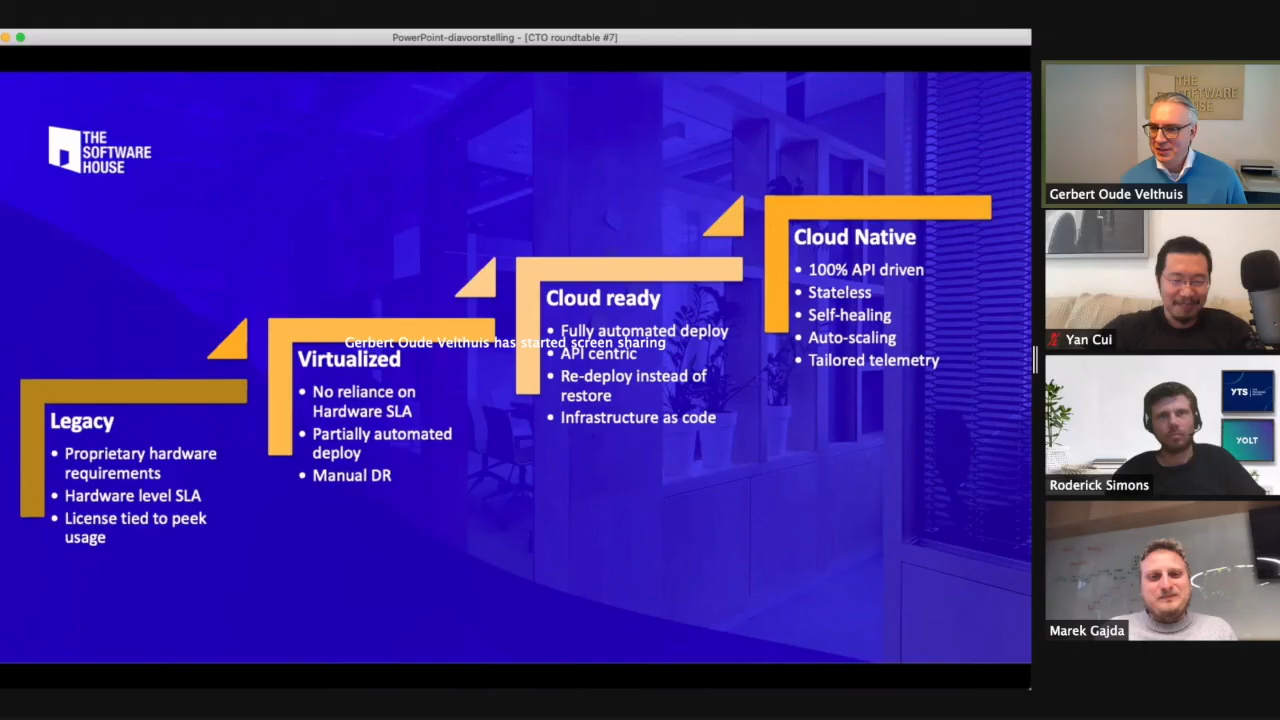 PowerPoint-diavoorstelling - [CTO roundtable #7]
THE
SOFTWARE
HOUSE
Legacy
• Proprietary hardware
requirements
• Hardware level SLA
• License tied to peek
usage
Gerbert Oude Velthuis has started screen sharing
Virtualized
• No reliance on
Hardware SLA
• Partially automated
deploy
• Manual DR
Cloud ready
• Fully automated deploy
• API centric
• Re-deploy instead of
restore
• Infrastructure as code
Cloud Native
• 100% API driven
• Stateless
• Self-healing
• Auto-scaling
• Tailored telemetry
THE
SOFTWARE
HOUSE
Gerbert Oude Velthuis
Yan Cui
YTS
YOLT
Roderick Simons
Marek Gajda